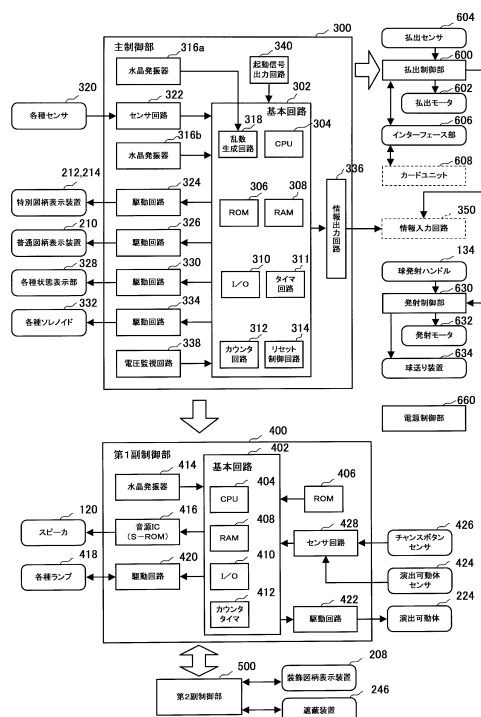 300
主制御部
316a
水晶発振器
340
起動信号
出力回路
302
基本回路
320
各種センサ
322
センサ回路
318
乱数
生成回路
304
CPU
316b
水晶発振器
336
情報出力回路
212,214
特別図柄表示装置
324
駆動回路
306
ROM
308
RAM
210
普通図柄表示装置
326
駆動回路
328
各種状態表示部
330
駆動回路
310
I/O
311
タイマ
回路
332
各種ソレノイド
334
駆動回路
338
電圧監視回路
312
カウンタ
回路
314
リセット
制御回路
604
払出センサ
600
払出制御部
602
払出モータ
606
インターフェース部
608
カードユニット
350
情報入力回路
134
球発射ハンドル
630
発射制御部
632
発射モータ
634
球送り装置
660
電源制御部
400
第1副制御部
402
基本回路
414
水晶発振器
404
CPU
406
ROM
120
スピーカ
416
音源IC
(S-ROM)
408
RAM
428
センサ回路
426
チャンスボタン
センサ
418
各種ランプ
420
駆動回路
410
I/O
424
演出可動体
センサ
412
カウンタ
タイマ
422
駆動回路
224
演出可動体
500
第2副制御部
208
装飾図柄表示装置
246
遮蔽装置